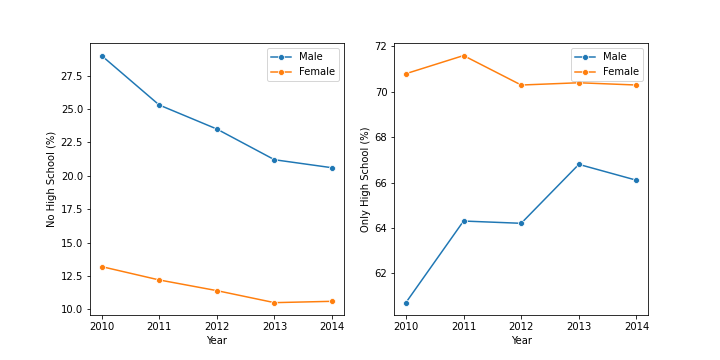 No High School (%)
27.5
25.0
22.5
20.0
17.5
15.0
12.5
10.0
2010 2011 2012 2013 2014
Year
Male
Female
Only High School (%)
72
70
68
66
64
62
2010 2011 2012 2013 2014
Year
Male
Female